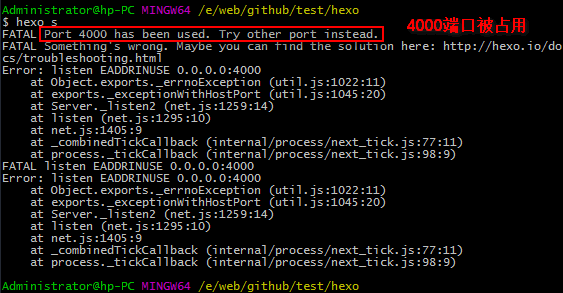 Administrator@hp-PC MINGW64 /e/web/github/test/hexo
$ hexo s
FATAL Port 4000 has been used. Try other port instead.
4000端口被占用
FATAL Something's wrong. Maybe you can find the solution here: http://hexo.io/do
cs/troubleshooting.html
Error: listen EADDRINUSE 0.0.0.0:4000
    at Object.exports._errnoException (util.js:1022:11)
    at exports._exceptionWithHostPort (util.js:1045:20)
    at Server._listen2 (net.js:1259:14)
    at listen (net.js:1295:10)
    at net.js:1405:9
    at _combinedTickCallback (internal/process/next_tick.js:77:11)
    at process._tickCallback (internal/process/next_tick.js:98:9)
FATAL listen EADDRINUSE 0.0.0.0:4000
Error: listen EADDRINUSE 0.0.0.0:4000
    at Object.exports._errnoException (util.js:1022:11)
    at exports._exceptionWithHostPort (util.js:1045:20)
    at Server._listen2 (net.js:1259:14)
    at listen (net.js:1295:10)
    at net.js:1405:9
    at _combinedTickCallback (internal/process/next_tick.js:77:11)
    at process._tickCallback (internal/process/next_tick.js:98:9)
Administrator@hp-PC MINGW64 /e/web/github/test/hexo